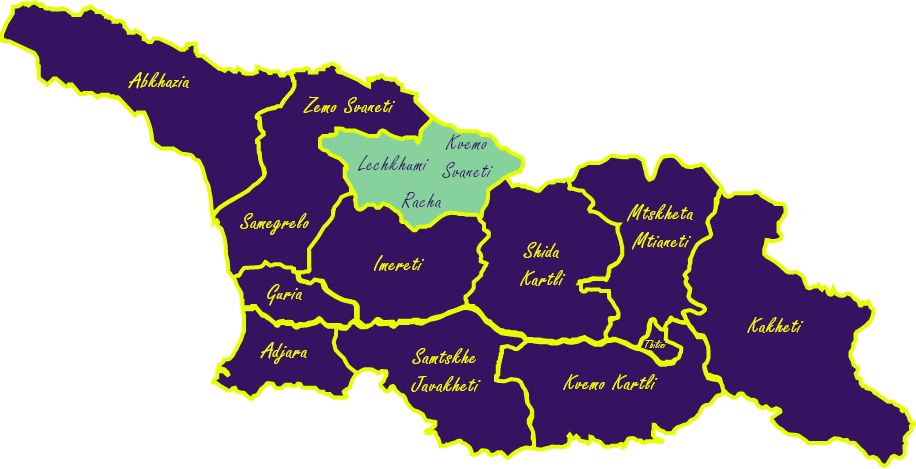 Abkhazia
Zemo Svaneti
Kvemo
Svaneti
Lechkhumi
Racha
Samegrelo
Mtskheta
Mtianeti
Shida
Kartli
Imereti
Guria
Kakheti
Tbilisi
Adjara
Samtskhe
Javakheti
Kvemo Kartli